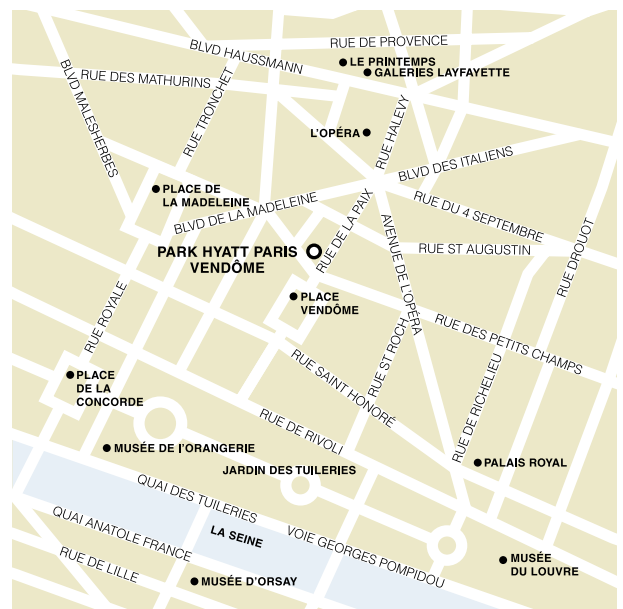 RUE DE PROVENCE
BLVD HAUSSMANN
LE PRINTEMPS
GALERIES LAYFAYETTE
BLVD MALESHERBES
RUE DES MATHURINS
RUE TRONCHET
RUE HALEVY
L'OPÉRA
BLVD DES ITALIENS
PLACE DE
LA MADELEINE
BLVD DE LA MADELEINE
RUE DU 4 SEPTEMBRE
RUE DROUOT
PARK HYATT PARIS
VENDÔME
RUE DE LA PAIX
AVENUE DE L'OPÉRA
RUE ST AUGUSTIN
RUE ROYALE
PLACE
VENDÔME
RUE DES PETITS CHAMPS
RUE ST ROCH
RUE SAINT HONORÉ
RUE DE RICHELIEU
PLACE
DE LA
CONCORDE
RUE DE RIVOLI
MUSÉE DE l'ORANGERIE
JARDIN DES TUILERIES
PALAIS ROYAL
QUAI DES TUILERIES
QUAI ANATOLE FRANCE
LA SEINE
VOIE GEORGES POMPIDOU
RUE DE LILLE
MUSÉE D'ORSAY
MUSÉE
DU LOUVRE